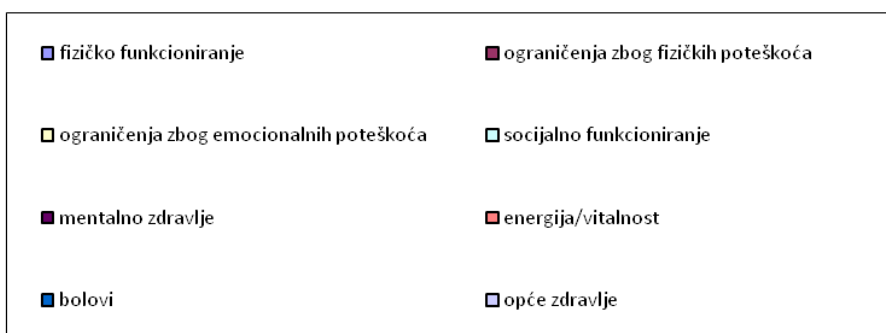 fizičko funkcioniranje
ograničenja zbog fizičkih poteškoća
ograničenja zbog emocionalnih poteškoća
socijalno funkcioniranje
mentalno zdravlje
energija/vitalnost
bolovi
opće zdravlje